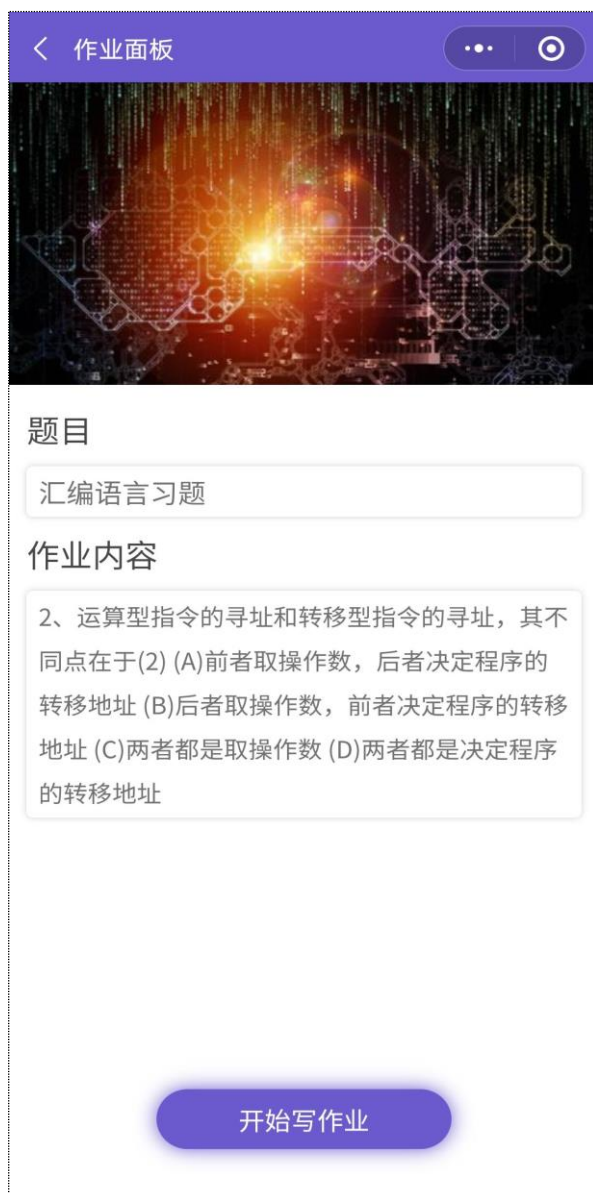 作业面板
题目
汇编语言习题
作业内容
2、运算型指令的寻址和转移型指令的寻址，其不
同点在于(2) (A)前者取操作数，后者决定程序的
转移地址 (B)后者取操作数，前者决定程序的转移
地址 (C)两者都是取操作数 (D)两者都是决定程序
的转移地址
开始写作业